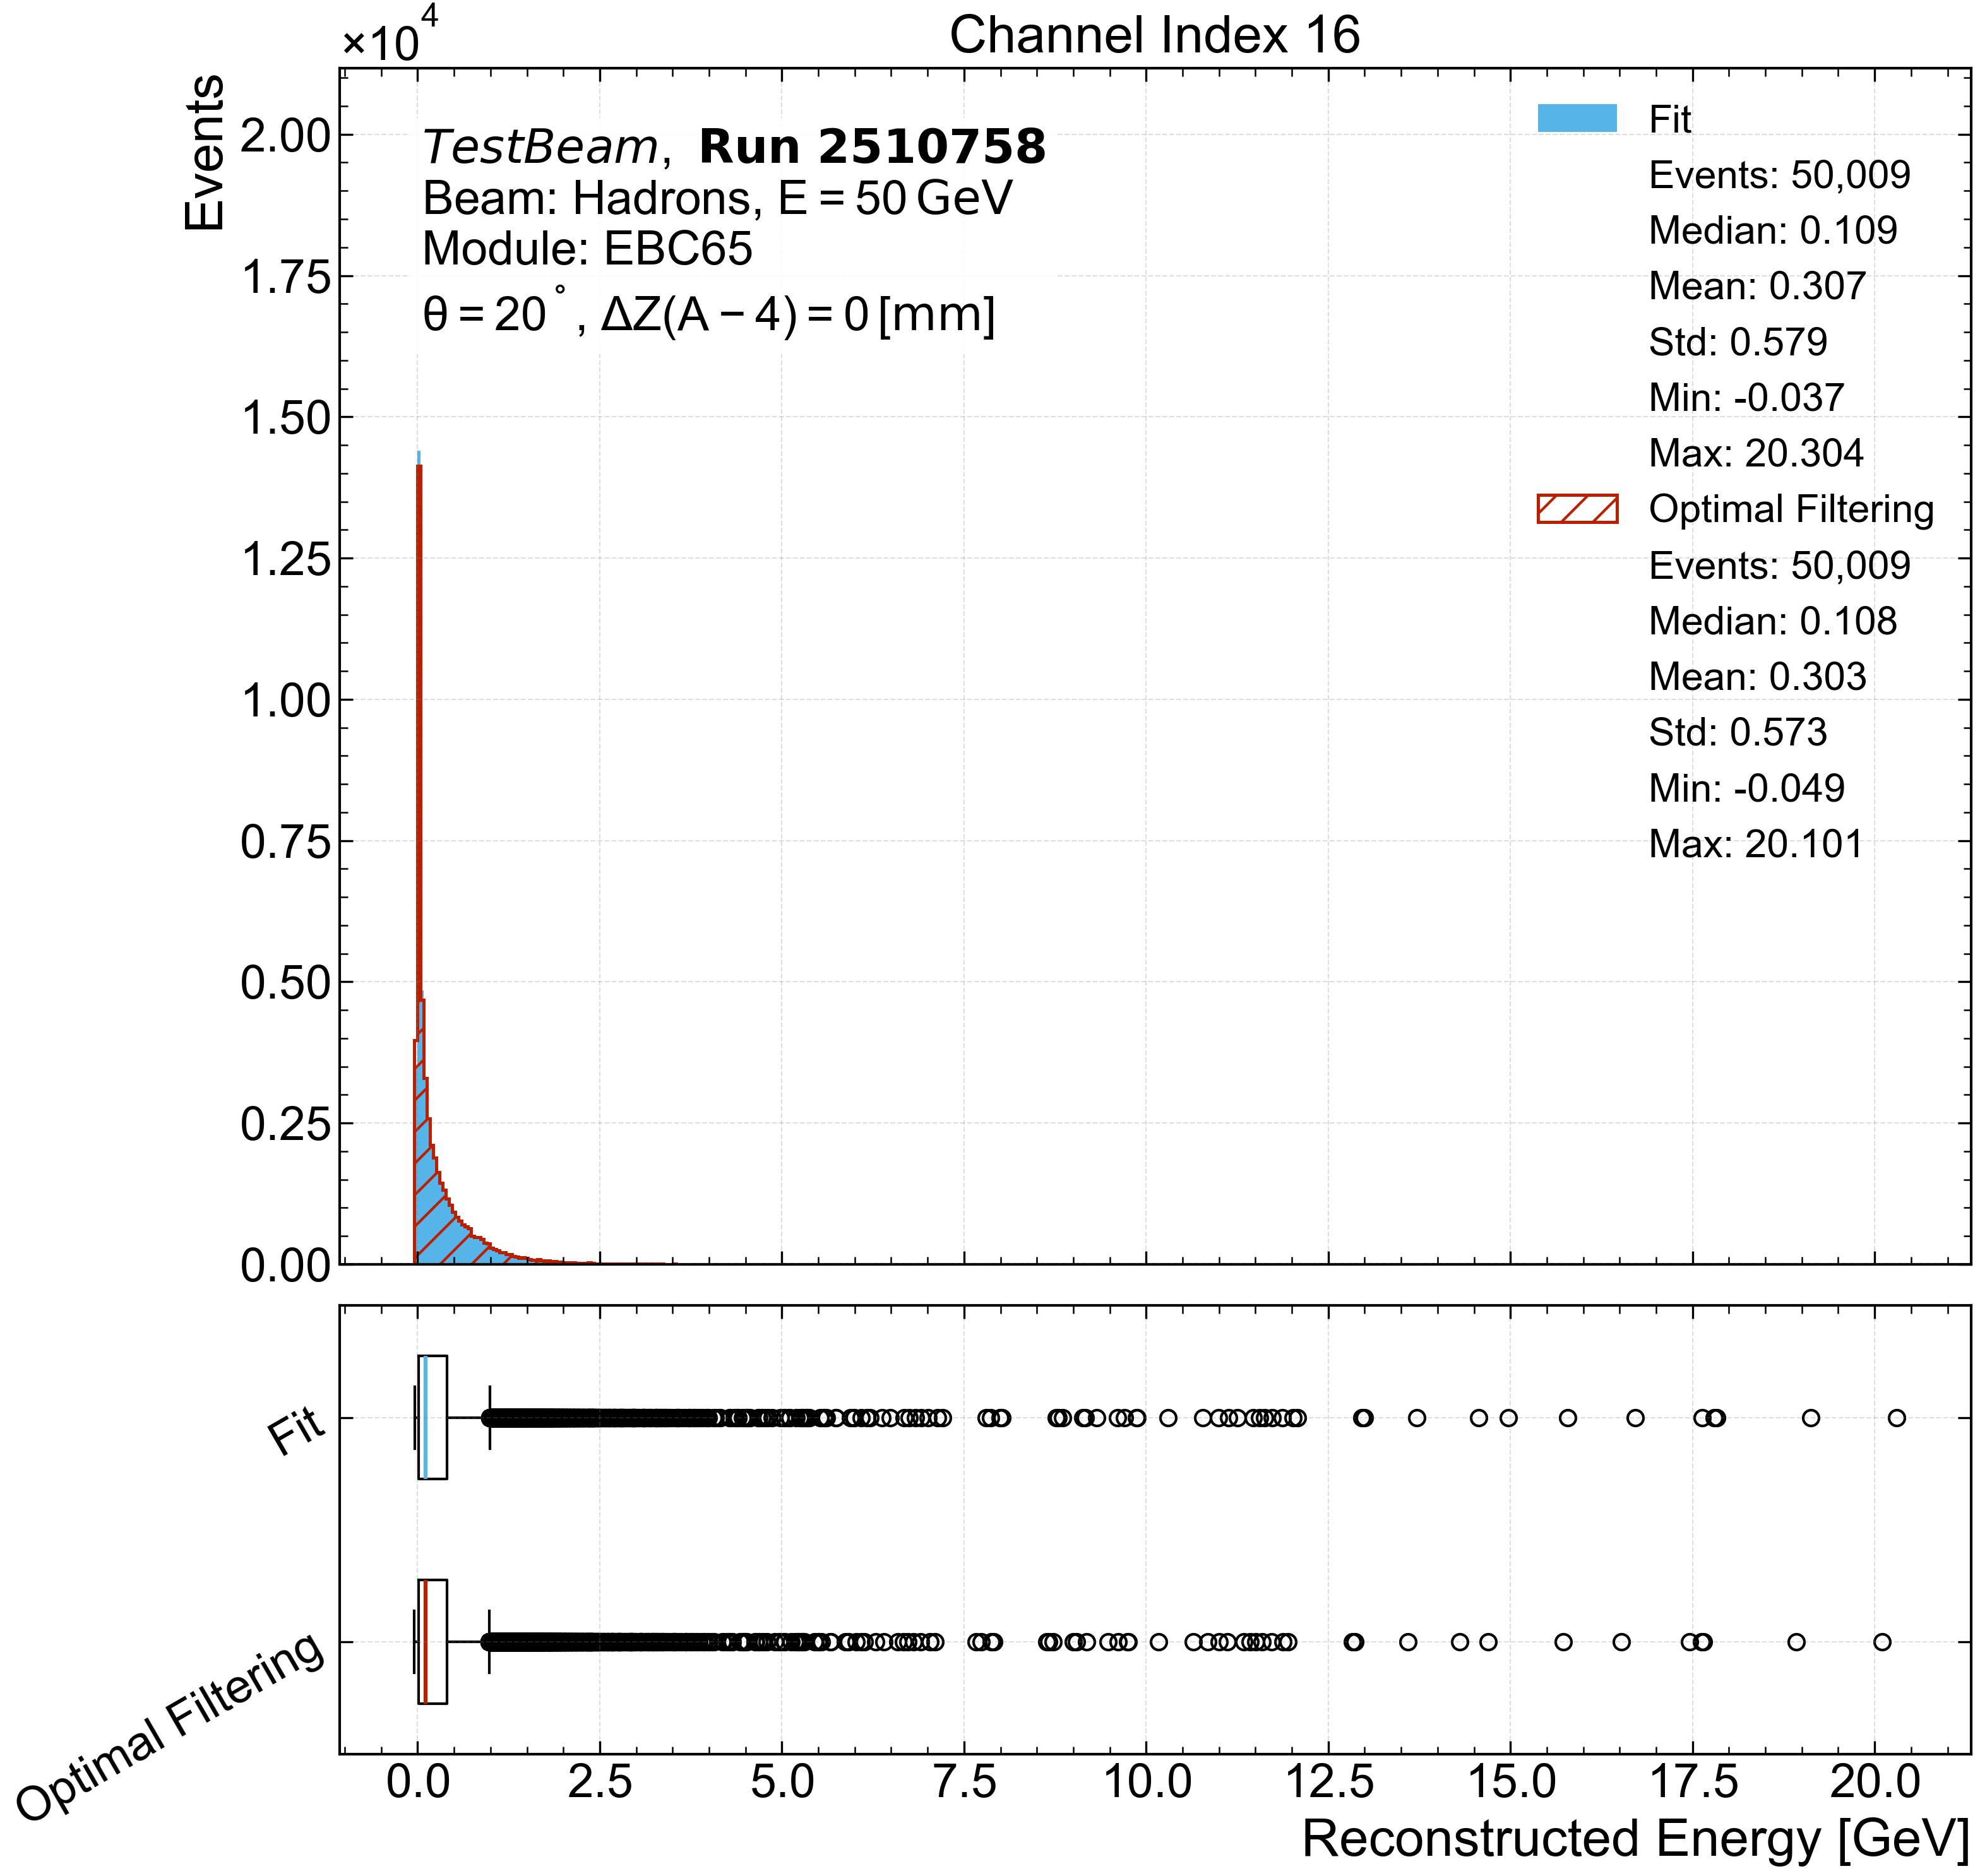 Channel Index 16
×10⁴
Events
2.00
1.75
1.50
1.25
1.00
0.75
0.50
0.25
0.00
TestBeam, Run 2510758
Beam: Hadrons, E = 50 GeV
Module: EBC65
θ = 20°, ΔZ(A − 4) = 0 [mm]
Fit
Events: 50,009
Median: 0.109
Mean: 0.307
Std: 0.579
Min: -0.037
Max: 20.304
Optimal Filtering
Events: 50,009
Median: 0.108
Mean: 0.303
Std: 0.573
Min: -0.049
Max: 20.101
Fit
Optimal Filtering
0.0 2.5 5.0 7.5 10.0 12.5 15.0 17.5 20.0
Reconstructed Energy [GeV]